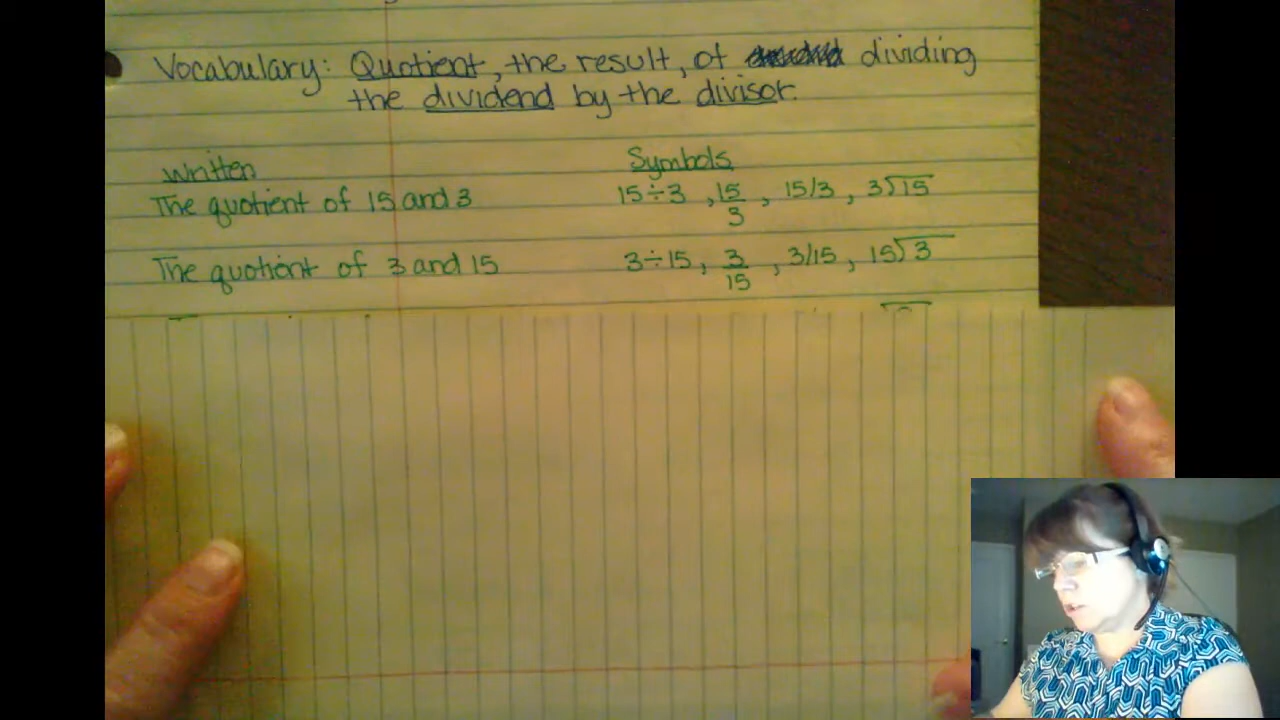 Vocabulary: Quotient, the result, of dividing
the dividend by the divisor.
Written Symbols
The quotient of 15 and 3 15÷3 , 15/3 , 15/3 , 3⟌15
The quotient of 3 and 15 3÷15 , 3/15 , 3/15 , 15⟌3